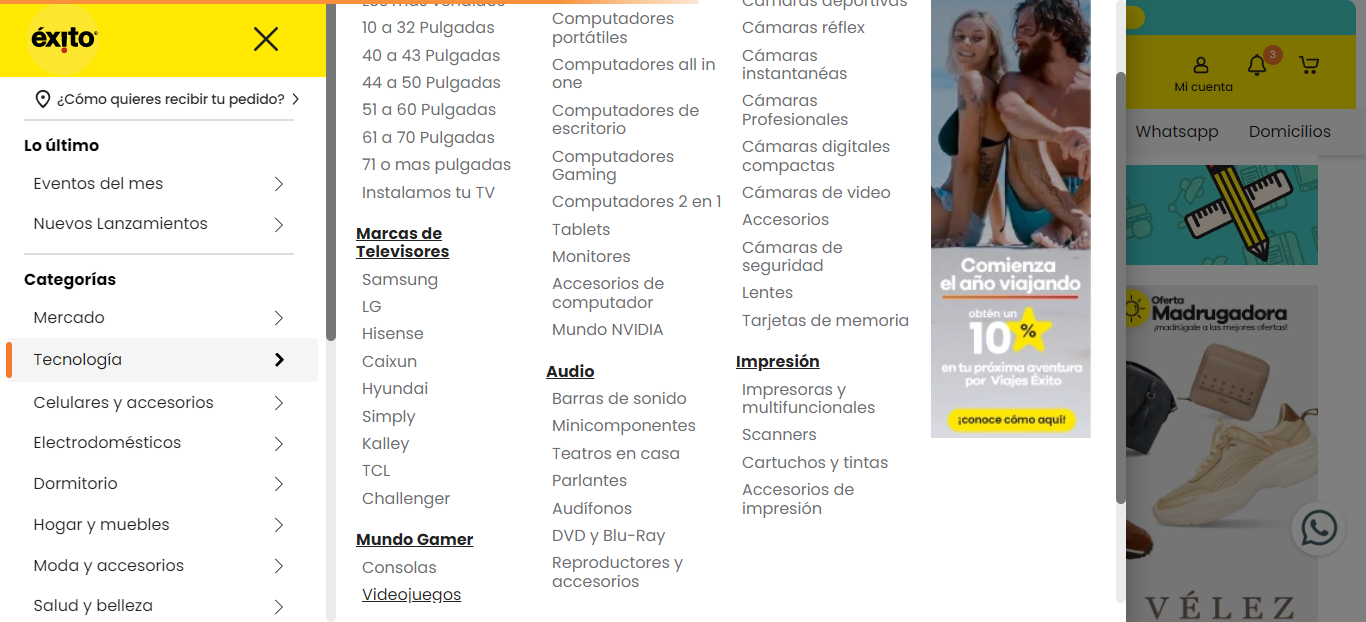 éxito
¿Cómo quieres recibir tu pedido?
Lo último
Eventos del mes
Nuevos Lanzamientos
Categorías
Mercado
Tecnología
Celulares y accesorios
Electrodomésticos
Dormitorio
Hogar y muebles
Moda y accesorios
Salud y belleza
Los más vendidos
10 a 32 Pulgadas
40 a 43 Pulgadas
44 a 50 Pulgadas
51 a 60 Pulgadas
61 a 70 Pulgadas
71 o mas pulgadas
Instalamos tu TV
Marcas de
Televisores
Samsung
LG
Hisense
Caixun
Hyundai
Simply
Kalley
TCL
Challenger
Mundo Gamer
Consolas
Videojuegos
Computadores
portátiles
Computadores all in
one
Computadores de
escritorio
Computadores
Gaming
Computadores 2 en 1
Tablets
Monitores
Accesorios de
computador
Mundo NVIDIA
Audio
Barras de sonido
Minicomponentes
Teatros en casa
Parlantes
Audífonos
DVD y Blu-Ray
Reproductores y
accesorios
Cámaras deportivas
Cámaras réflex
Cámaras
instantanéas
Cámaras
Profesionales
Cámaras digitales
compactas
Cámaras de video
Accesorios
Cámaras de
seguridad
Lentes
Tarjetas de memoria
Impresión
Impresoras y
multifuncionales
Scanners
Cartuchos y tintas
Accesorios de
impresión
Comienza
el año viajando
obtén un
10%
en tu próxima aventura
por Viajes Éxito
¡conoce cómo aquí!
3
Mi cuenta
Whatsapp
Domicilios
Oferta
Madrugadora
¡madrúgale a las mejores ofertas!
VÉLEZ